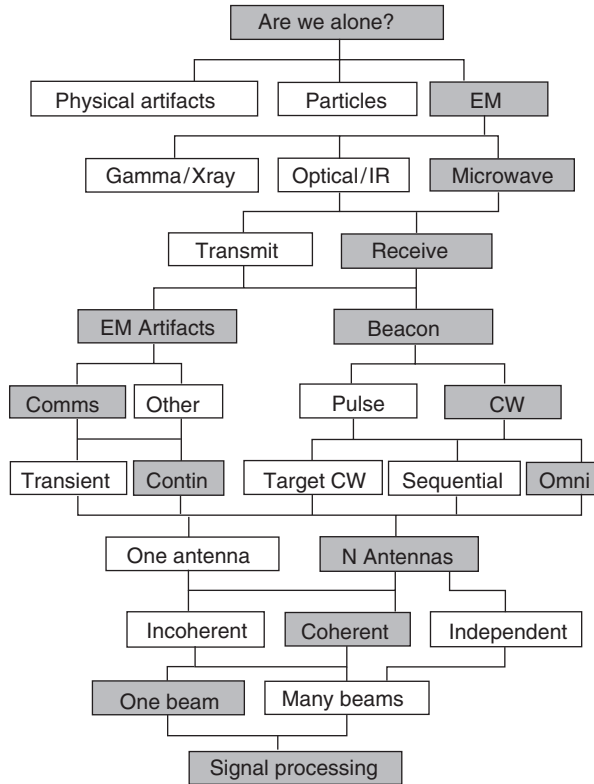 Are we alone?
Physical artifacts
Particles
EM
Gamma/Xray
Optical/IR
Microwave
Transmit
Receive
EM Artifacts
Beacon
Comms
Other
Pulse
CW
Transient
Contin
Target CW
Sequential
Omni
One antenna
N Antennas
Incoherent
Coherent
Independent
One beam
Many beams
Signal processing